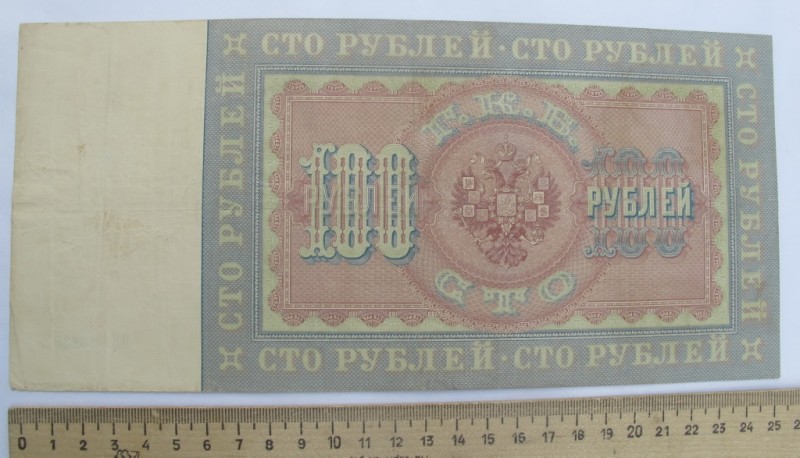 СТО РУБЛЕЙ · СТО РУБЛЕЙ
СТО РУБЛЕЙ
Г.К.Б.
100
РУБЛЕЙ
100
РУБЛЕЙ
СТО
СТО РУБЛЕЙ
СТО РУБЛЕЙ · СТО РУБЛЕЙ
0 1 2 3 4 5 6 7 8 9 10 11 12 13 14 15 16 17 18 19 20 21 22 23 24 25